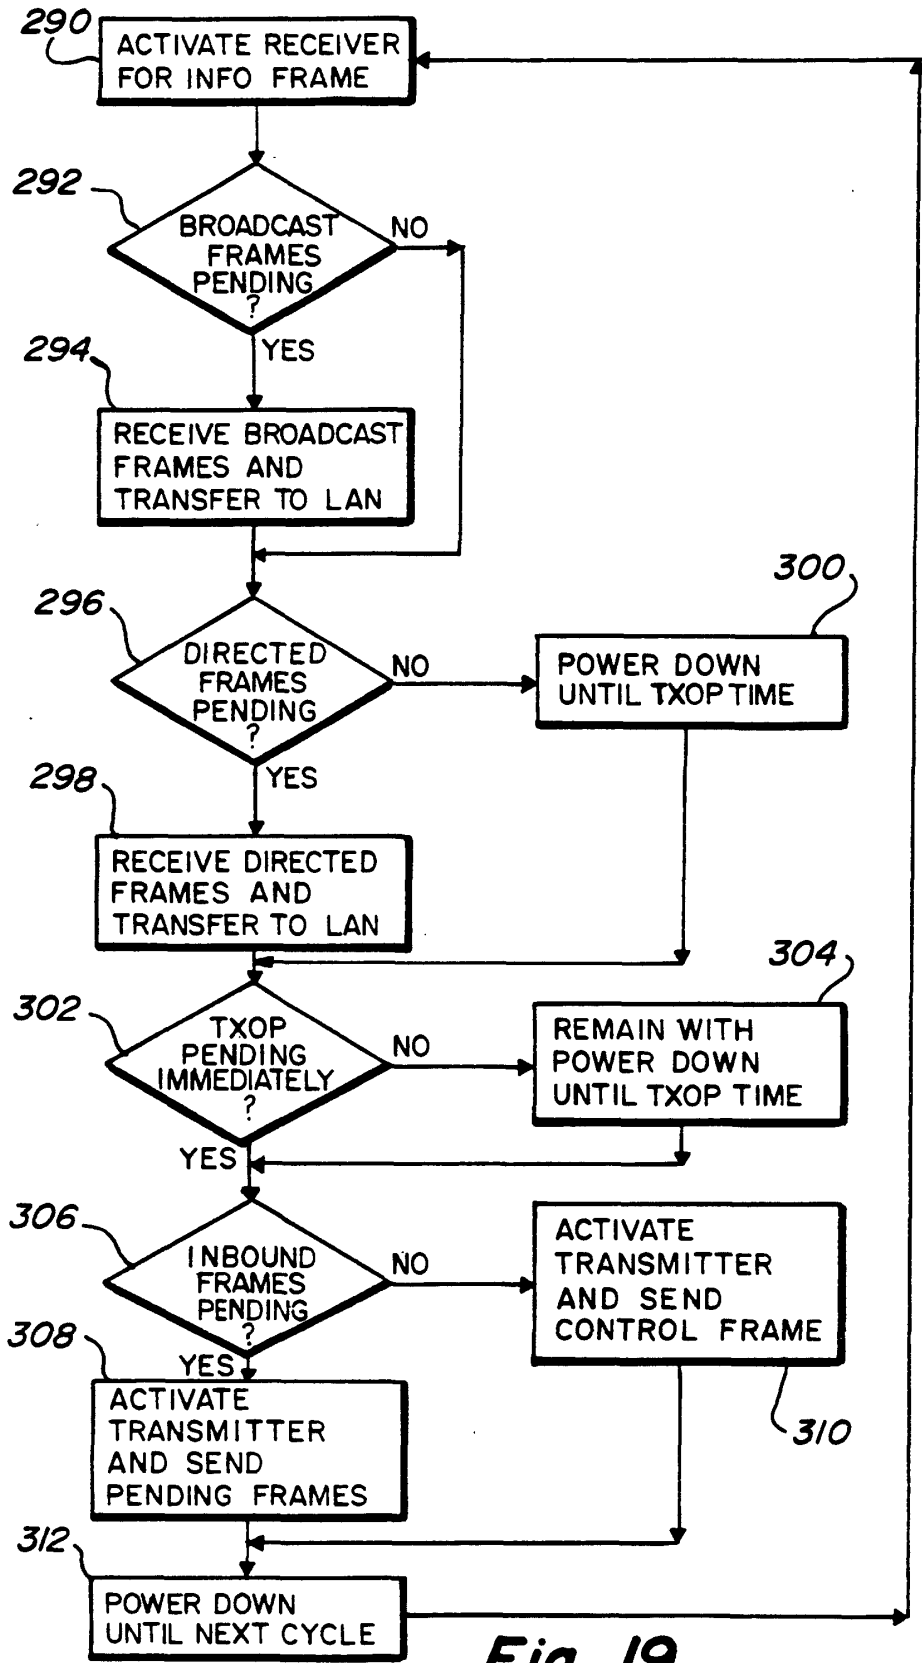 290
ACTIVATE RECEIVER
FOR INFO FRAME
292
BROADCAST
FRAMES
PENDING
?
NO
YES
294
RECEIVE BROADCAST
FRAMES AND
TRANSFER TO LAN
296
DIRECTED
FRAMES
PENDING
?
NO
YES
300
POWER DOWN
UNTIL TXOP TIME
298
RECEIVE DIRECTED
FRAMES AND
TRANSFER TO LAN
302
TXOP
PENDING
IMMEDIATELY
?
NO
YES
304
REMAIN WITH
POWER DOWN
UNTIL TXOP TIME
306
INBOUND
FRAMES
PENDING
?
NO
YES
310
ACTIVATE
TRANSMITTER
AND SEND
CONTROL FRAME
308
ACTIVATE
TRANSMITTER
AND SEND
PENDING FRAMES
312
POWER DOWN
UNTIL NEXT CYCLE
Fig. 19